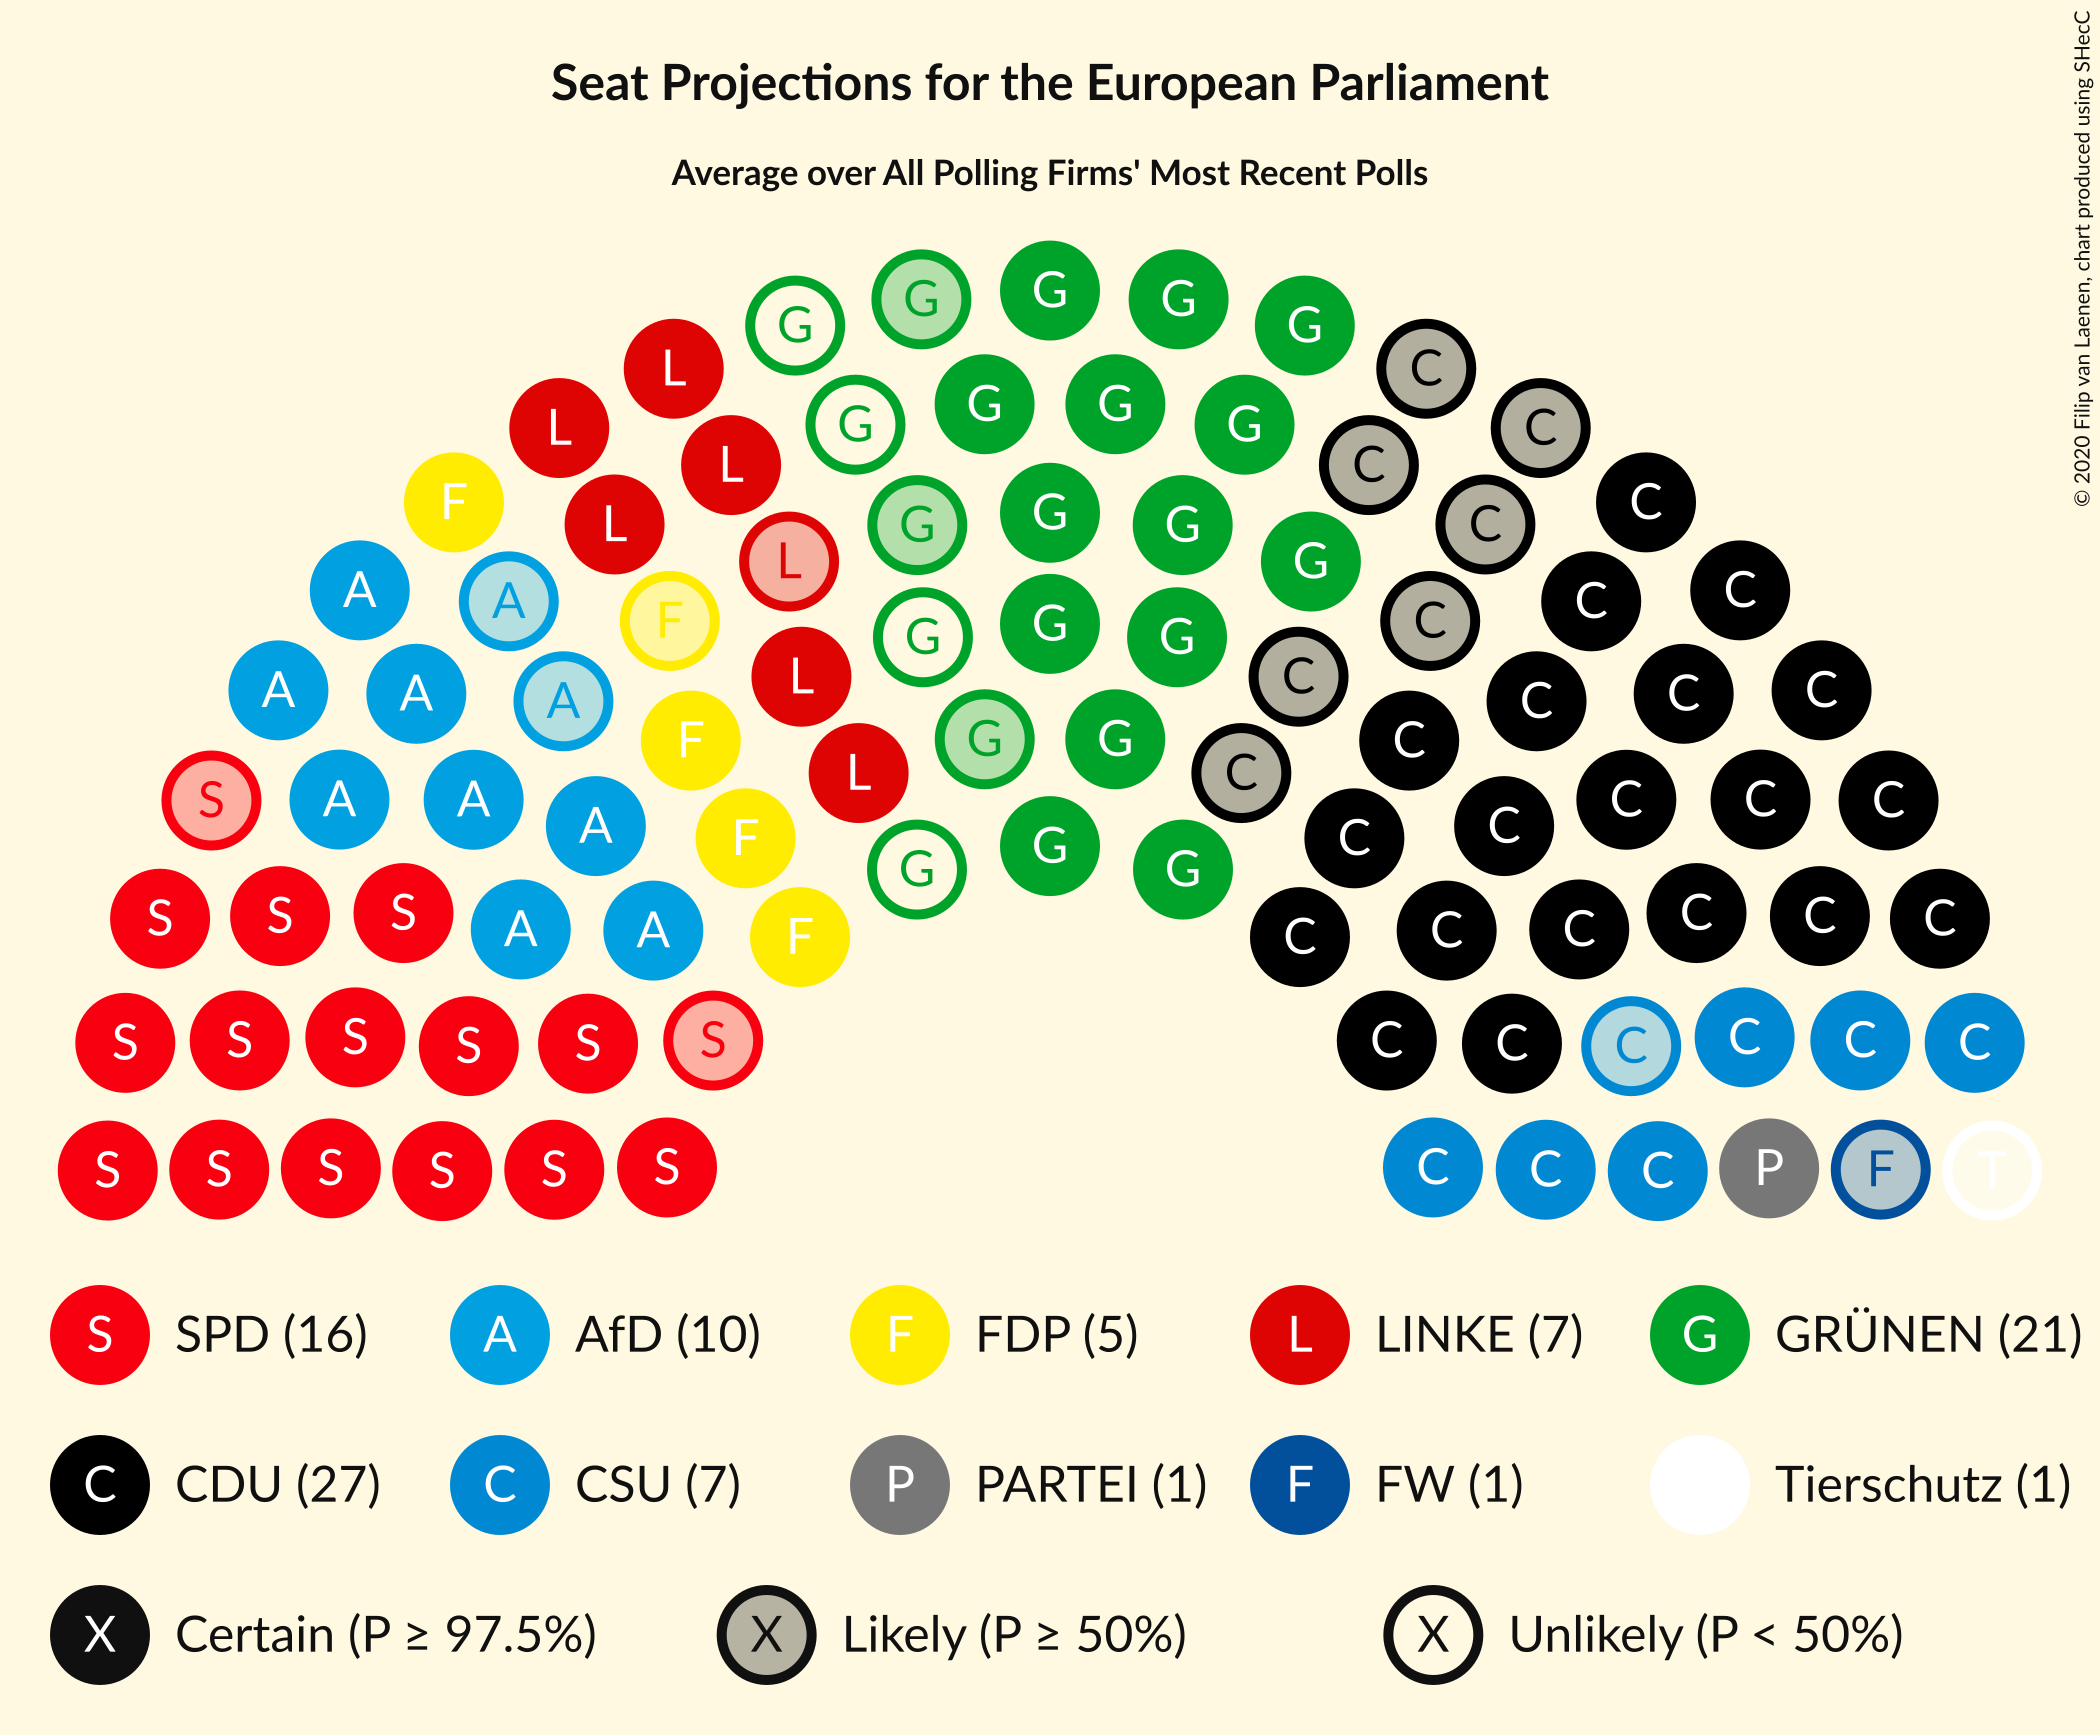 Seat Projections for the European Parliament
Average over All Polling Firms' Most Recent Polls
© 2020 Filip van Laenen, chart produced using SHecC
G G G G G
L C
L G G G G C
L C
F L G G G C C
A A L G C C
F G G G C
A A A L C C C C
F G G C
S A A L C C C C
A F G G G C C
S S S A A F C C C C C C
S S S S S S C C C C C C
S S S S S S C C C P F T
S SPD (16) A AfD (10) F FDP (5) L LINKE (7) G GRÜNEN (21)
C CDU (27) C CSU (7) P PARTEI (1) F FW (1) Tierschutz (1)
X Certain (P ≥ 97.5%) X Likely (P ≥ 50%) X Unlikely (P < 50%)